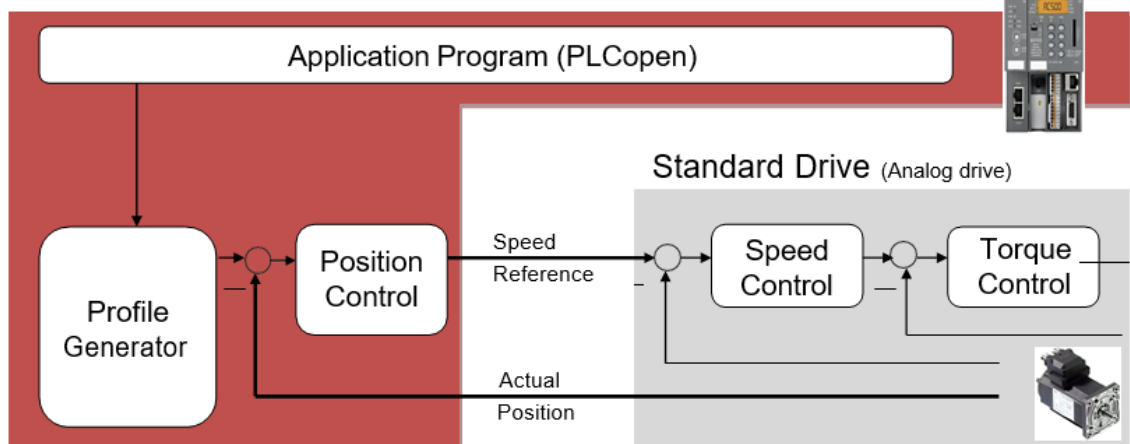 RC500
Application Program (PLCopen)
Standard Drive (Analog drive)
Profile
Generator
Position
Control
Speed
Reference
Speed
Control
Torque
Control
Actual
Position